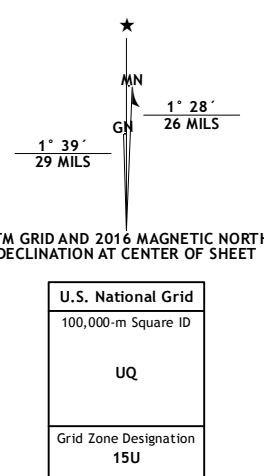 ★
MN
1° 28´
26 MILS
GN
1° 39´
29 MILS
TM GRID AND 2016 MAGNETIC NORTH
DECLINATION AT CENTER OF SHEET
U.S. National Grid
100,000-m Square ID
UQ
Grid Zone Designation
15U